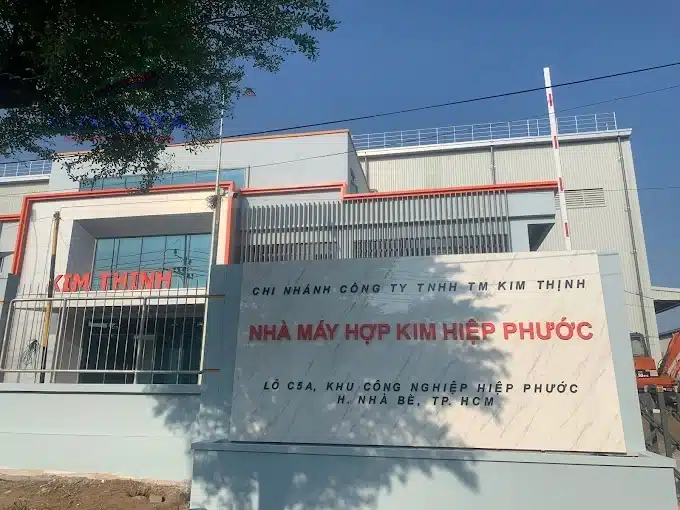 KIM THỊNH
CHI NHÁNH CÔNG TY TNHH TM KIM THỊNH
NHÀ MÁY HỢP KIM HIỆP PHƯỚC
LÔ C5A, KHU CÔNG NGHIỆP HIỆP PHƯỚC
H. NHÀ BÈ, TP. HCM